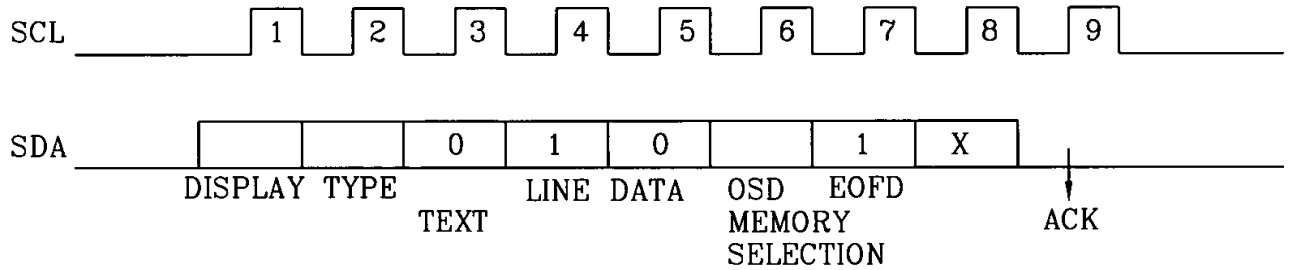 SCL 1 2 3 4 5 6 7 8 9
SDA 0 1 0 1 X
DISPLAY TYPE LINE DATA OSD EOFD
TEXT MEMORY ACK
SELECTION